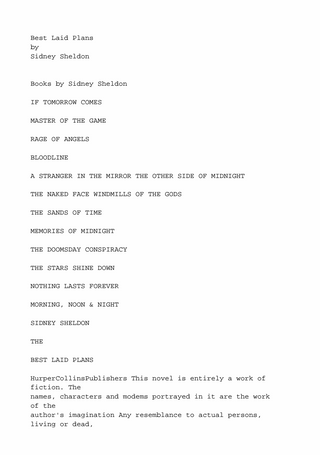 Best Laid Plans
by
Sidney Sheldon
Books by Sidney Sheldon
IF TOMORROW COMES
MASTER OF THE GAME
RAGE OF ANGELS
BLOODLINE
A STRANGER IN THE MIRROR THE OTHER SIDE OF MIDNIGHT
THE NAKED FACE WINDMILLS OF THE GODS
THE SANDS OF TIME
MEMORIES OF MIDNIGHT
THE DOOMSDAY CONSPIRACY
THE STARS SHINE DOWN
NOTHING LASTS FOREVER
MORNING, NOON & NIGHT
SIDNEY SHELDON
THE
BEST LAID PLANS
HurperCollinsPublishers This novel is entirely a work of
fiction. The
names, characters and modems portrayed in it are the work
of the
author's imagination Any resemblance to actual persons,
living or dead,